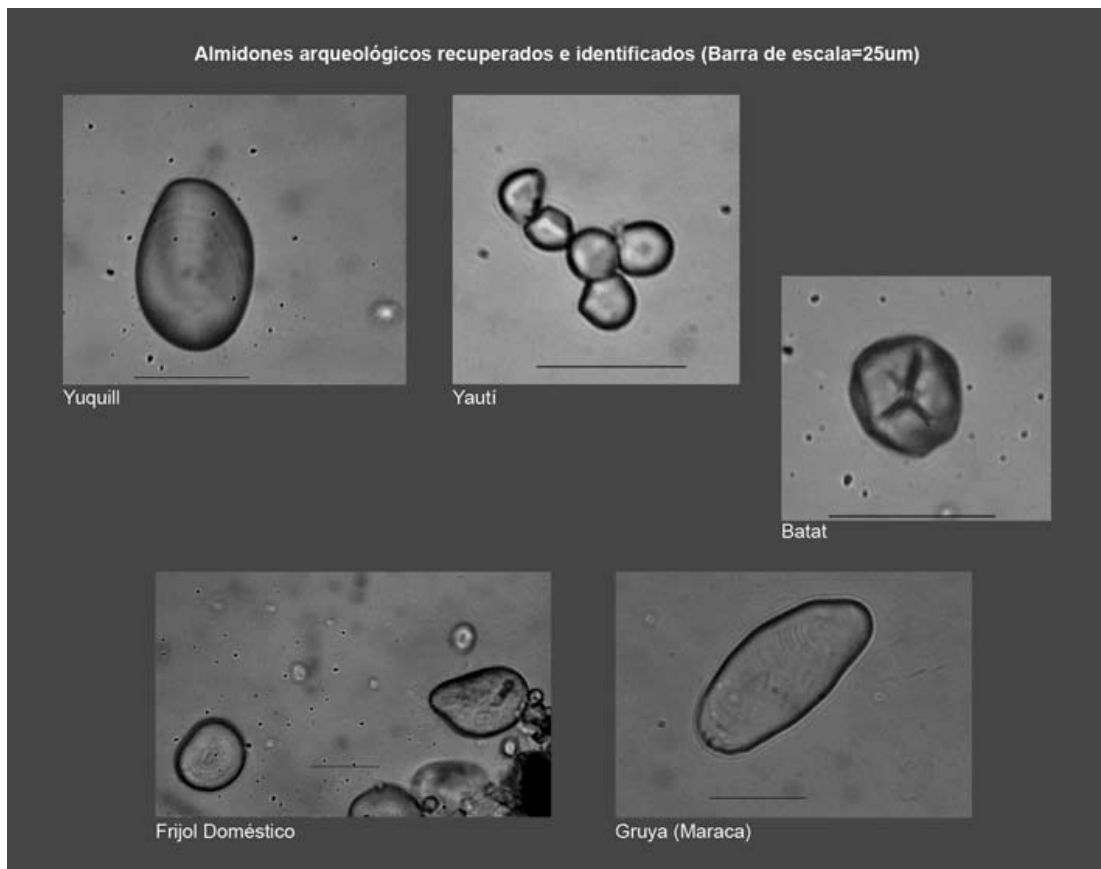 Almidones arqueológicos recuperados e identificados (Barra de escala=25um)
Yuquill
Yautí
Batat
Frijol Doméstico
Gruya (Maraca)